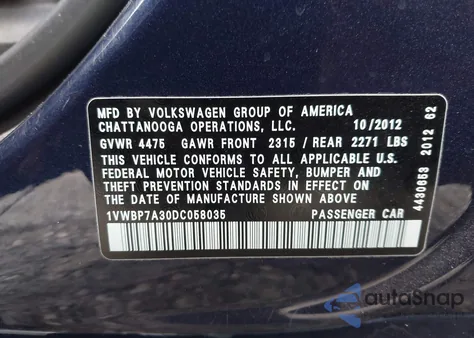 MFD BY VOLKSWAGEN GROUP OF AMERICA
CHATTANOOGA OPERATIONS, LLC. 10/2012
GVWR 4475 GAWR FRONT 2315 / REAR 2271 LBS
THIS VEHICLE CONFORMS TO ALL APPLICABLE U.S.
FEDERAL MOTOR VEHICLE SAFETY, BUMPER AND
THEFT PREVENTION STANDARDS IN EFFECT ON
THE DATE OF MANUFACTURE SHOWN ABOVE
1VWBP7A30DC058035 PASSENGER CAR
4430653 2012 62
autoSnap